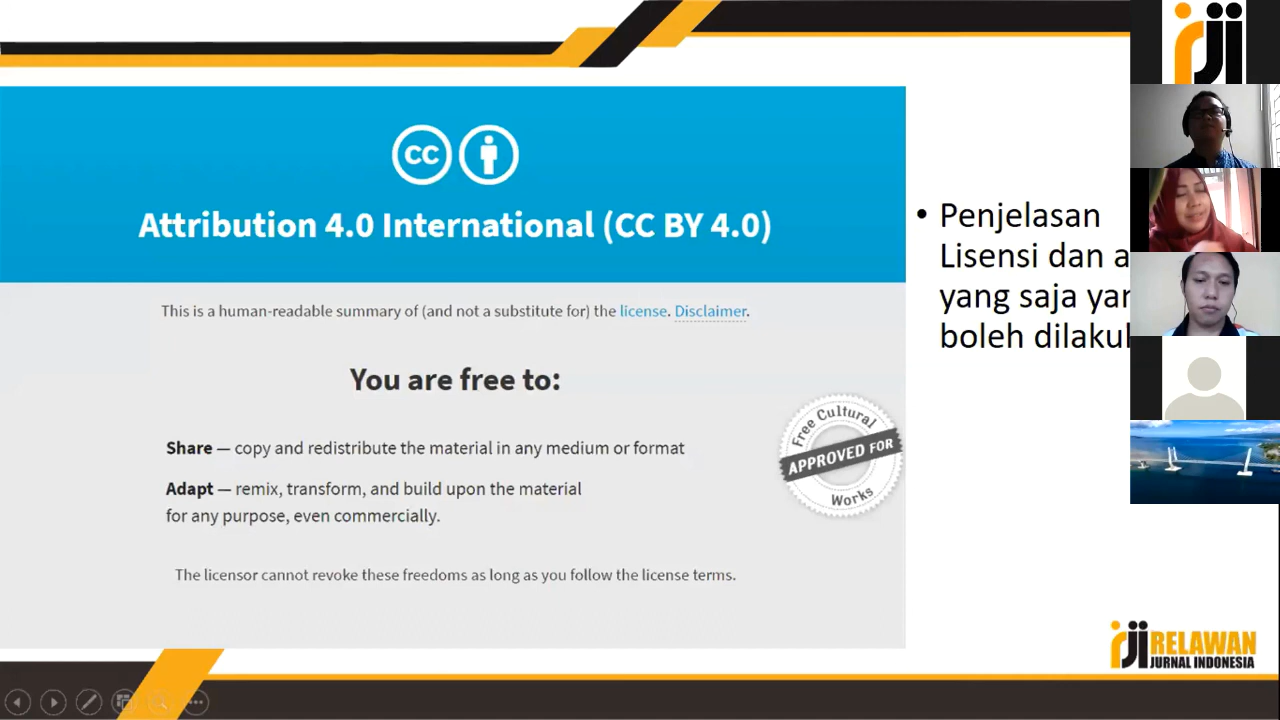 Attribution 4.0 International (CC BY 4.0)
This is a human-readable summary of (and not a substitute for) the license. Disclaimer.
You are free to:
Share — copy and redistribute the material in any medium or format
Adapt — remix, transform, and build upon the material
for any purpose, even commercially.
The licensor cannot revoke these freedoms as long as you follow the license terms.
Free Cultural
APPROVED FOR
Works
• Penjelasan
Lisensi dan
yang saja
boleh
rji
RELAWAN
JURNAL INDONESIA
rji
cc